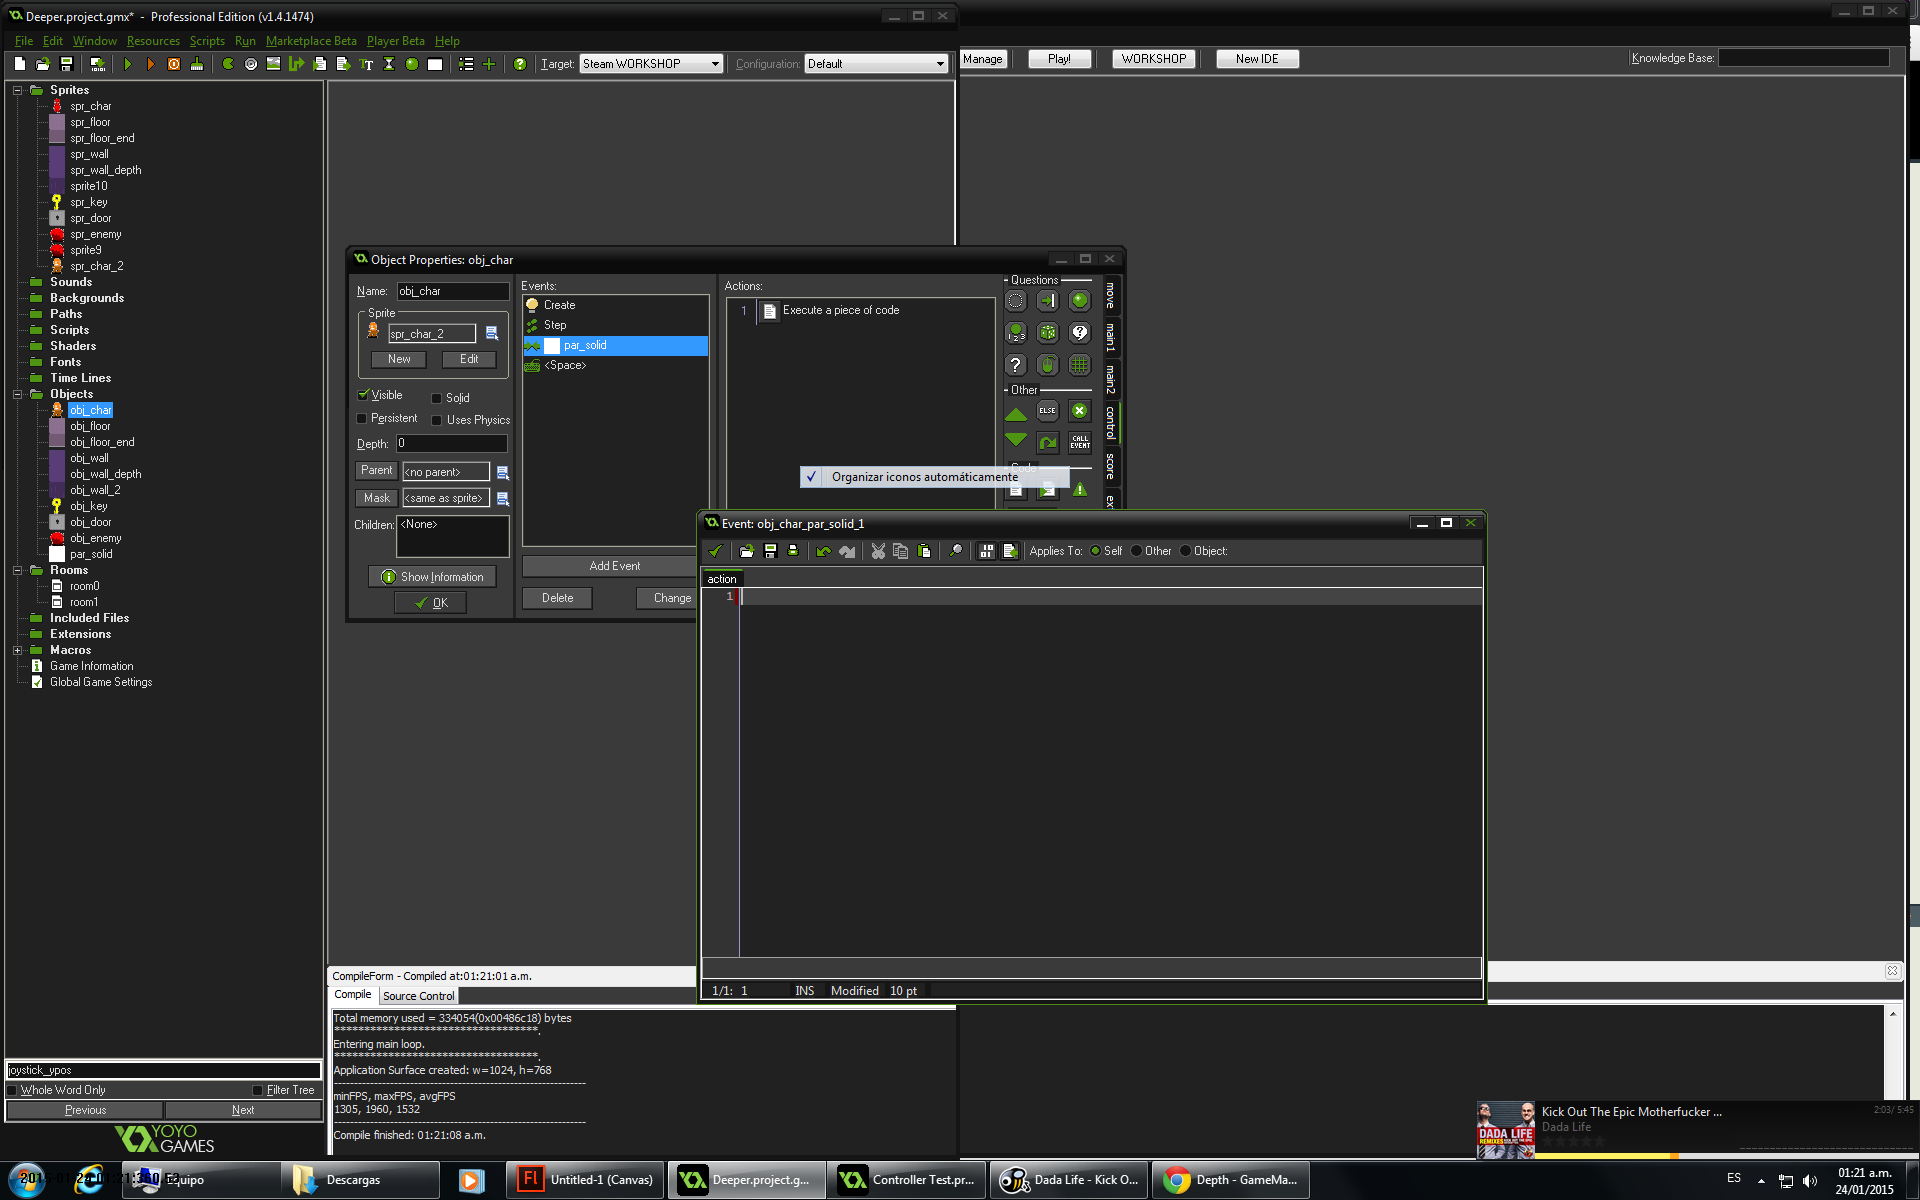 Deeper.project.gmx* - Professional Edition (v1.4.1474)
File Edit Window Resources Scripts Run Marketplace Beta Player Beta Help
Target: Steam WORKSHOP Configuration: Default
Manage Play! WORKSHOP New IDE Knowledge Base:
Sprites
spr_char
spr_floor
spr_floor_end
spr_wall
spr_wall_depth
sprite10
spr_key
spr_door
spr_enemy
sprite9
spr_char_2
Sounds
Backgrounds
Paths
Scripts
Shaders
Fonts
Time Lines
Objects
obj_char
obj_floor
obj_floor_end
obj_wall
obj_wall_depth
obj_wall_2
obj_key
obj_door
obj_enemy
par_solid
Rooms
room0
room1
Included Files
Extensions
Macros
Game Information
Global Game Settings
joystick_ypos
Whole Word Only Filter Tree
Previous Next
YOYO
GAMES
Object Properties: obj_char
Name: obj_char
Sprite
spr_char_2
New Edit
Visible Solid
Persistent Uses Physics
Depth: 0
Parent <no parent>
Mask <same as sprite>
Children: <None>
Show Information
OK
Events:
Create
Step
par_solid
<Space>
Add Event
Delete Change
Actions:
1 Execute a piece of code
Questions
Other
ELSE
CALL
EVENT
Code
move
main1
main2
control
score
Organizar iconos automáticamente
Event: obj_char_par_solid_1
Applies To: Self Other Object:
action
1
1/1: 1 INS Modified 10 pt
CompileForm - Compiled at:01:21:01 a.m.
Compile Source Control
Total memory used = 334054(0x00486c18) bytes
**********************************.
Entering main loop.
**********************************.
Application Surface created: w=1024, h=768
minFPS, maxFPS, avgFPS
1305, 1960, 1532
Compile finished: 01:21:08 a.m.
Kick Out The Epic Motherfucker ...
2:03/ 5:45
Dada Life
DADA LIFE
Equipo
Descargas
Untitled-1 (Canvas)
Deeper.project.g...
Controller Test.pr...
Dada Life - Kick O...
Depth - GameMa...
ES
01:21 a.m.
24/01/2015